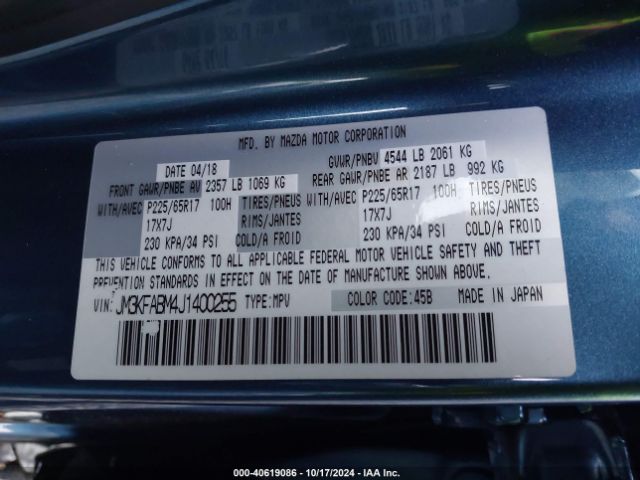 MFD. BY MAZDA MOTOR CORPORATION
DATE 04/18 GVWR/PNBV 4544 LB 2061 KG
FRONT GAWR/PNBE AV 2357 LB 1069 KG REAR GAWR/PNBE AR 2187 LB 992 KG
WITH/AVEC P225/65R17 100H TIRES/PNEUS WITH/AVEC P225/65R17 100H TIRES/PNEUS
17X7J RIMS/JANTES 17X7J RIMS/JANTES
230 KPA/34 PSI COLD/A FROID 230 KPA/34 PSI COLD/A FROID
THIS VEHICLE CONFORMS TO ALL APPLICABLE FEDERAL MOTOR VEHICLE SAFETY AND THEFT
PREVENTION STANDARDS IN EFFECT ON THE DATE OF MANUFACTURE SHOWN ABOVE.
VIN: JM3KFABM4J1400255 TYPE:MPV COLOR CODE:45B MADE IN JAPAN
000-40619086 - 10/17/2024 - IAA Inc.